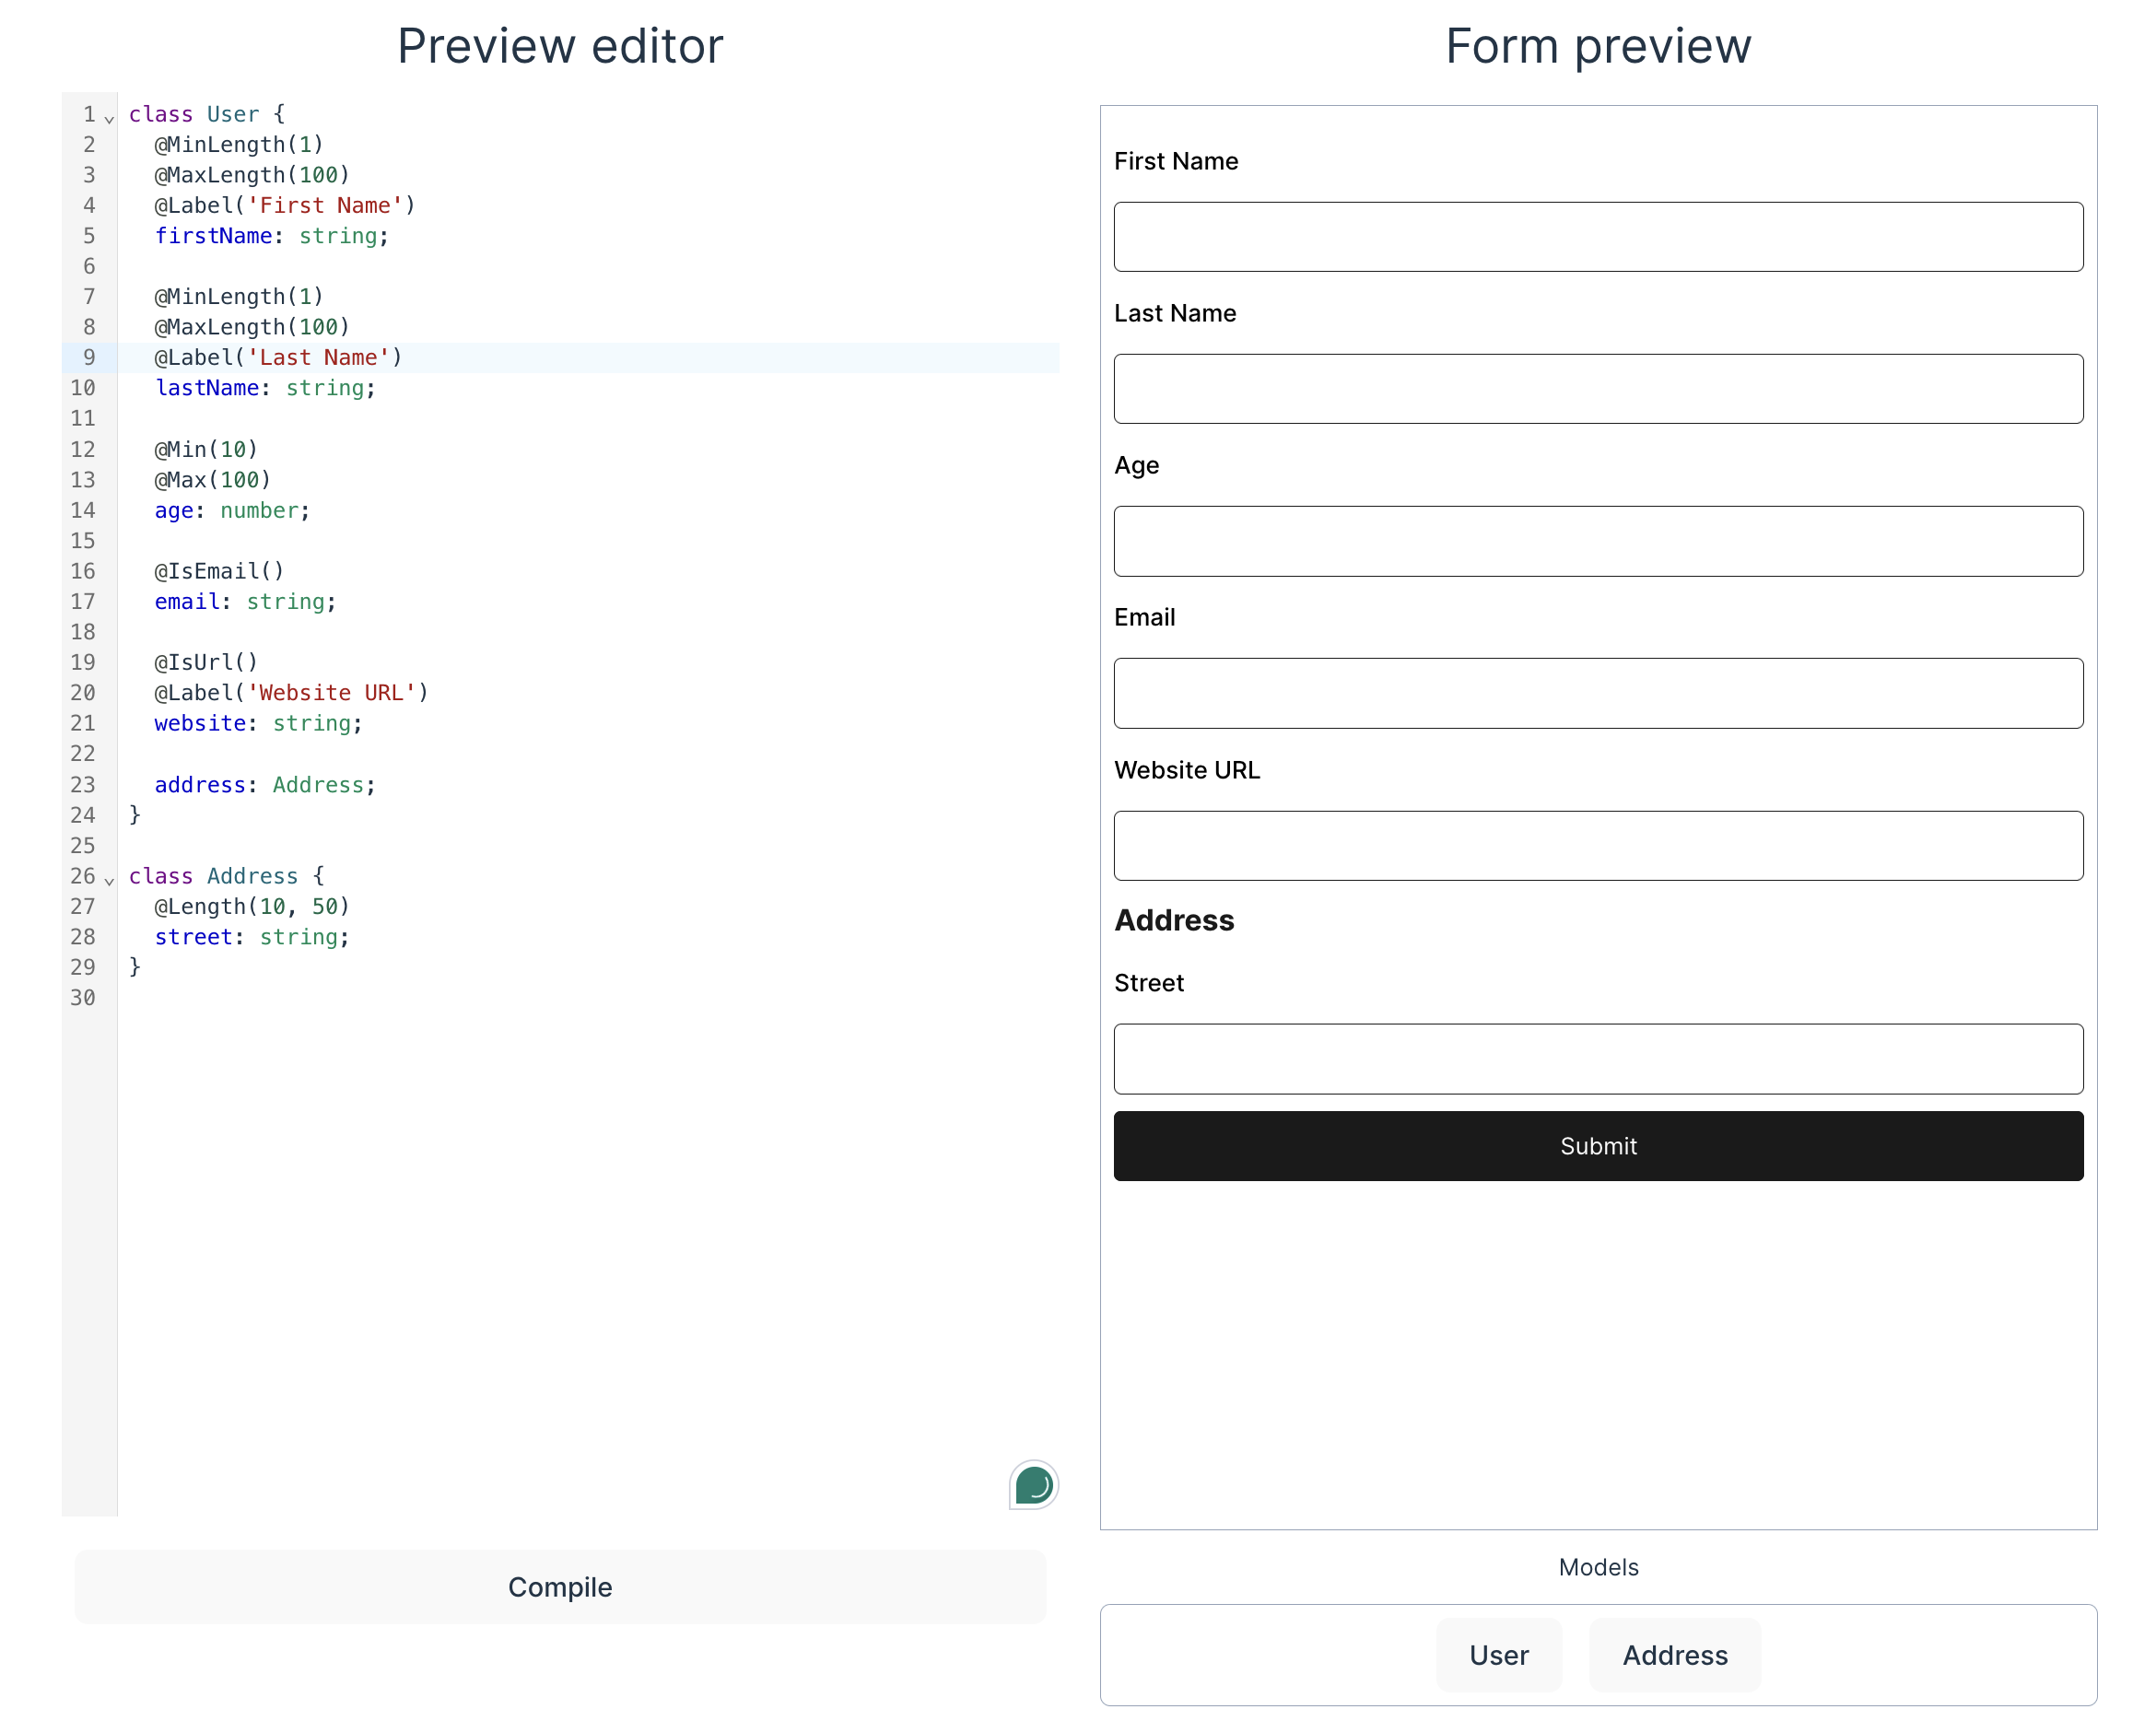 Preview editor
1 class User {
2   @MinLength(1)
3   @MaxLength(100)
4   @Label('First Name')
5   firstName: string;
6
7   @MinLength(1)
8   @MaxLength(100)
9   @Label('Last Name')
10   lastName: string;
11
12   @Min(10)
13   @Max(100)
14   age: number;
15
16   @IsEmail()
17   email: string;
18
19   @IsUrl()
20   @Label('Website URL')
21   website: string;
22
23   address: Address;
24 }
25
26 class Address {
27   @Length(10, 50)
28   street: string;
29 }
30
Compile
Form preview
First Name
Last Name
Age
Email
Website URL
Address
Street
Submit
Models
User
Address